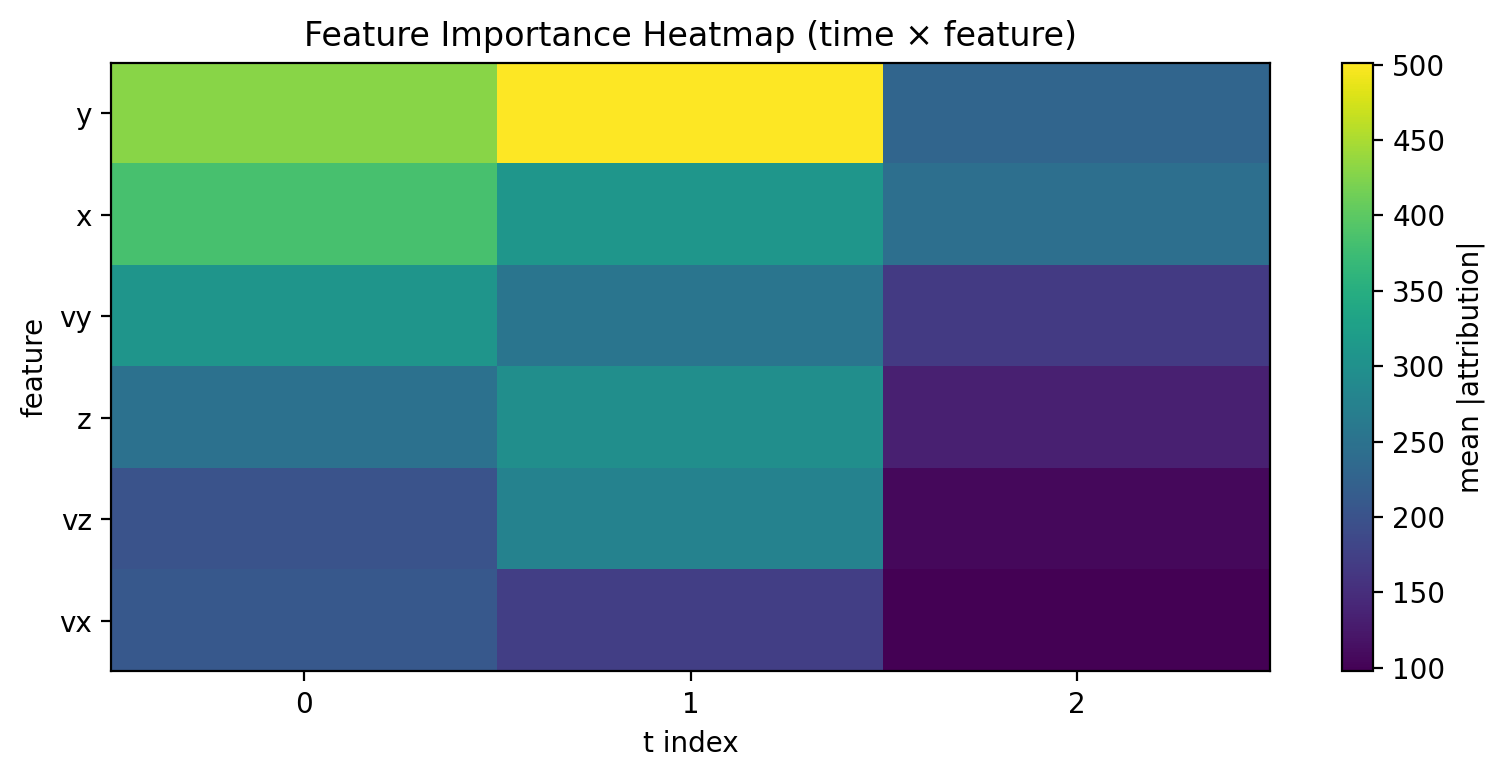 Feature Importance Heatmap (time × feature)
feature
y
x
vy
z
vz
vx
0 1 2
t index
500
450
400
350
300
250
200
150
100
mean |attribution|